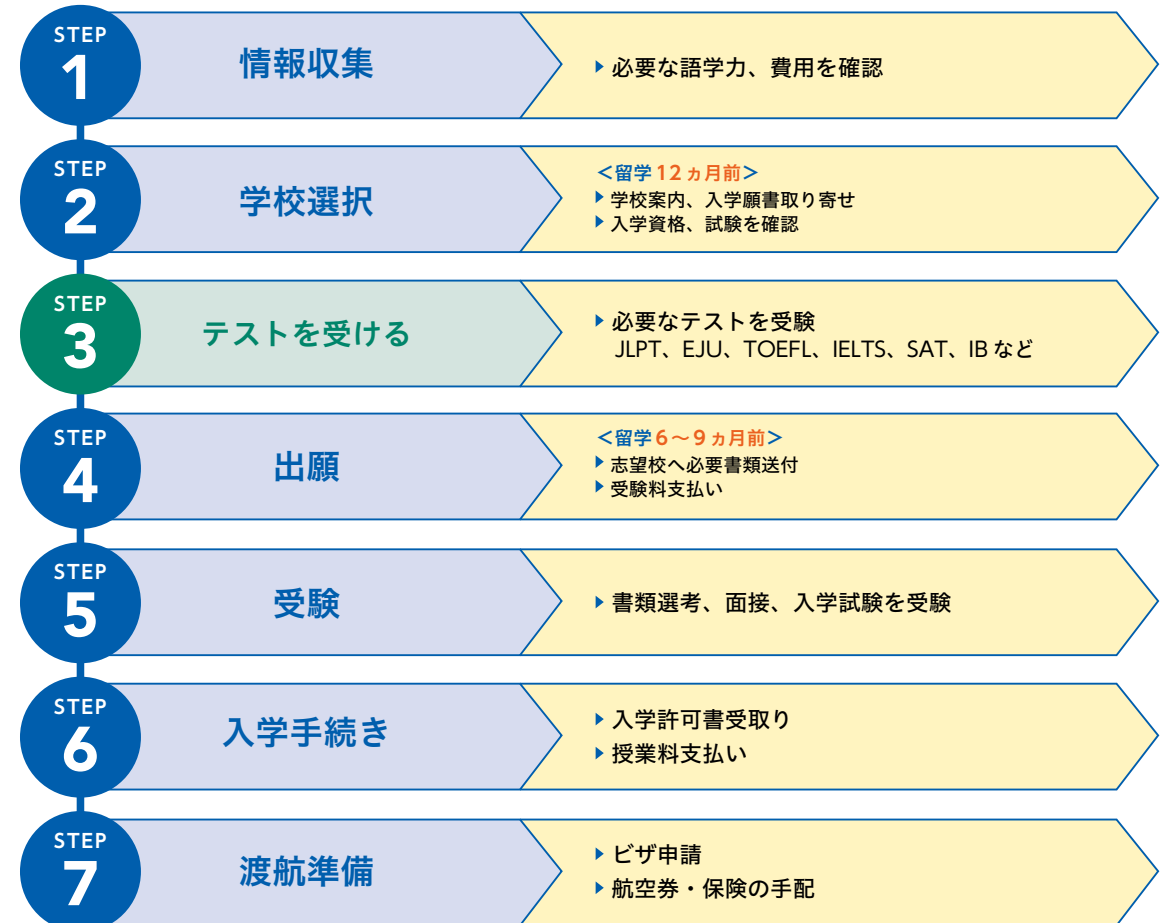 STEP
1
情報収集
必要な語学力、費用を確認
STEP
2
学校選択
＜留学12ヵ月前＞
学校案内、入学願書取り寄せ
入学資格、試験を確認
STEP
3
テストを受ける
必要なテストを受験
JLPT、EJU、TOEFL、IELTS、SAT、IB など
STEP
4
出願
＜留学6～9ヵ月前＞
志望校へ必要書類送付
受験料支払い
STEP
5
受験
書類選考、面接、入学試験を受験
STEP
6
入学手続き
入学許可書受取り
授業料支払い
STEP
7
渡航準備
ビザ申請
航空券・保険の手配